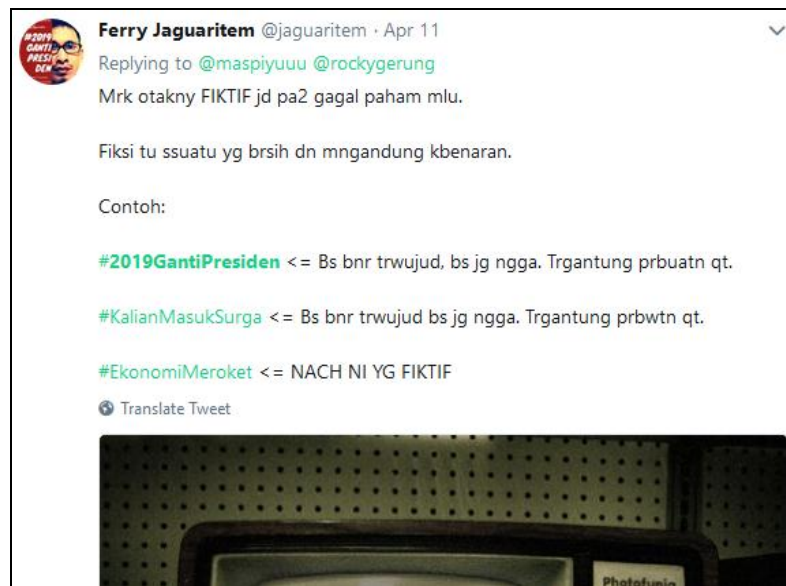 #2019
GANTI
PRESI
DEN
Ferry Jaguaritem @jaguaritem · Apr 11
Replying to @maspiyuuu @rockygerung
Mrk otakny FIKTIF jd pa2 gagal paham mlu.
Fiksi tu ssuatu yg brsih dn mngandung kbenaran.
Contoh:
#2019GantiPresiden <= Bs bnr trwujud, bs jg ngga. Trgantung prbuatn qt.
#KalianMasukSurga <= Bs bnr trwujud bs jg ngga. Trgantung prbwtn qt.
#EkonomiMeroket <= NACH NI YG FIKTIF
Translate Tweet
Photofunia